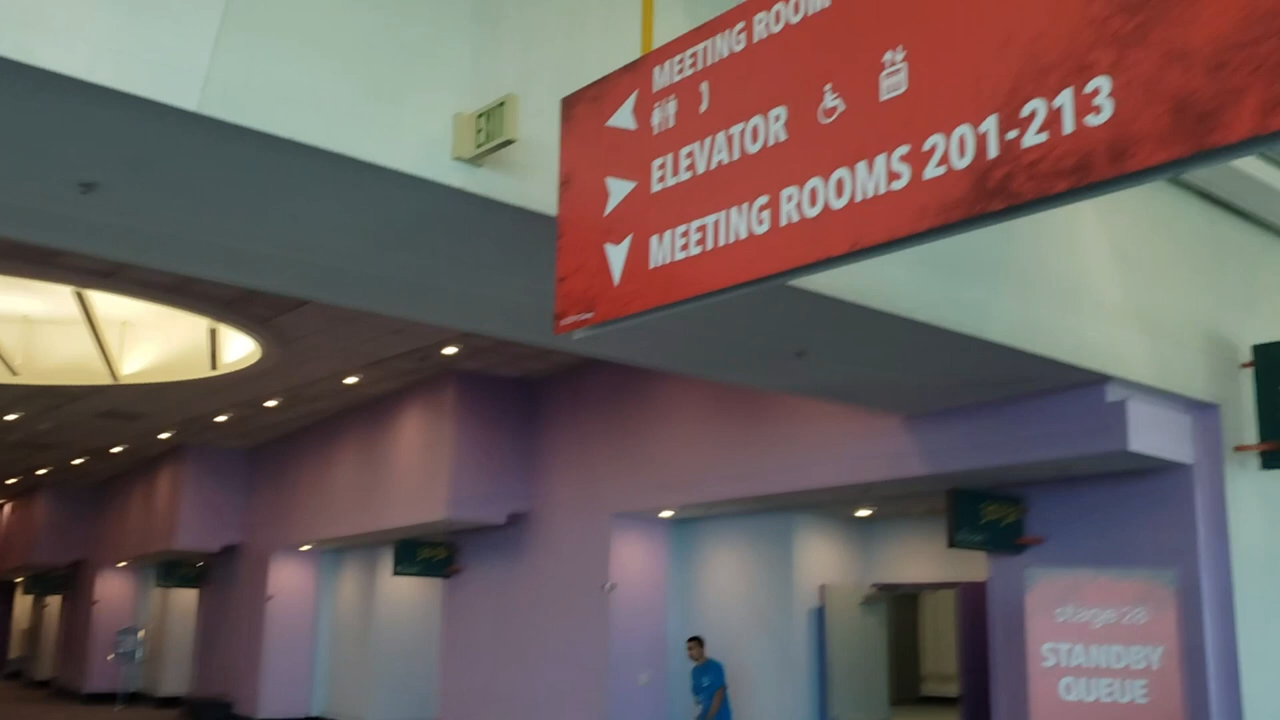 MEETING ROOM
ELEVATOR
MEETING ROOMS 201-213
EXIT
stage 28
STANDBY
QUEUE